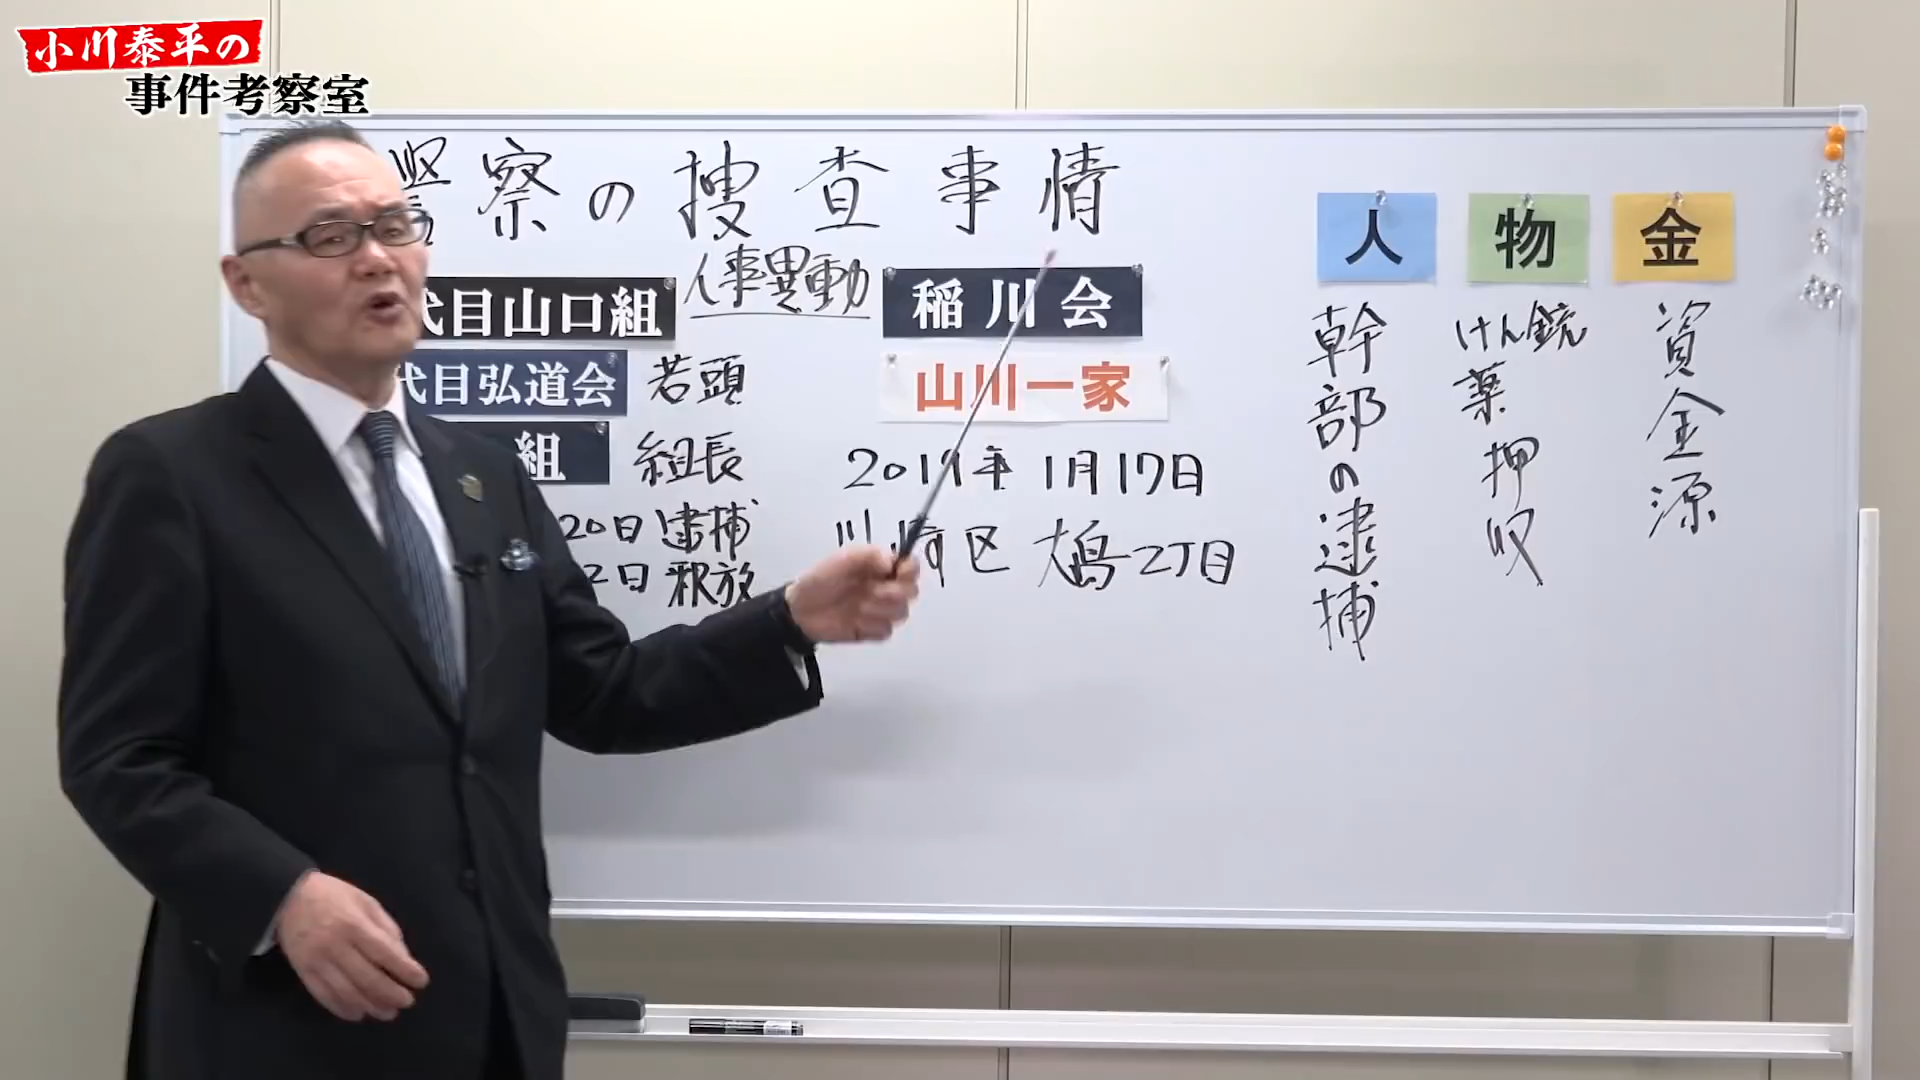 小川泰平の
事件考察室
警察の捜査事情
人事異動
代目山口組
稲川会
代目弘道会 若頭
山川一家
組 組長
2019年1月17日
20日 逮捕
川崎区大島2丁目
2日 釈放
人
幹部の逮捕
物
けん銃
薬
押収
金
資金源